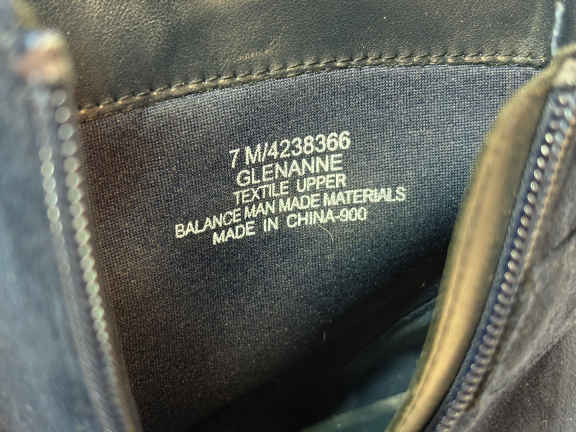 7 M/4238366
GLENANNE
TEXTILE UPPER
BALANCE MAN MADE MATERIALS
MADE IN CHINA-900